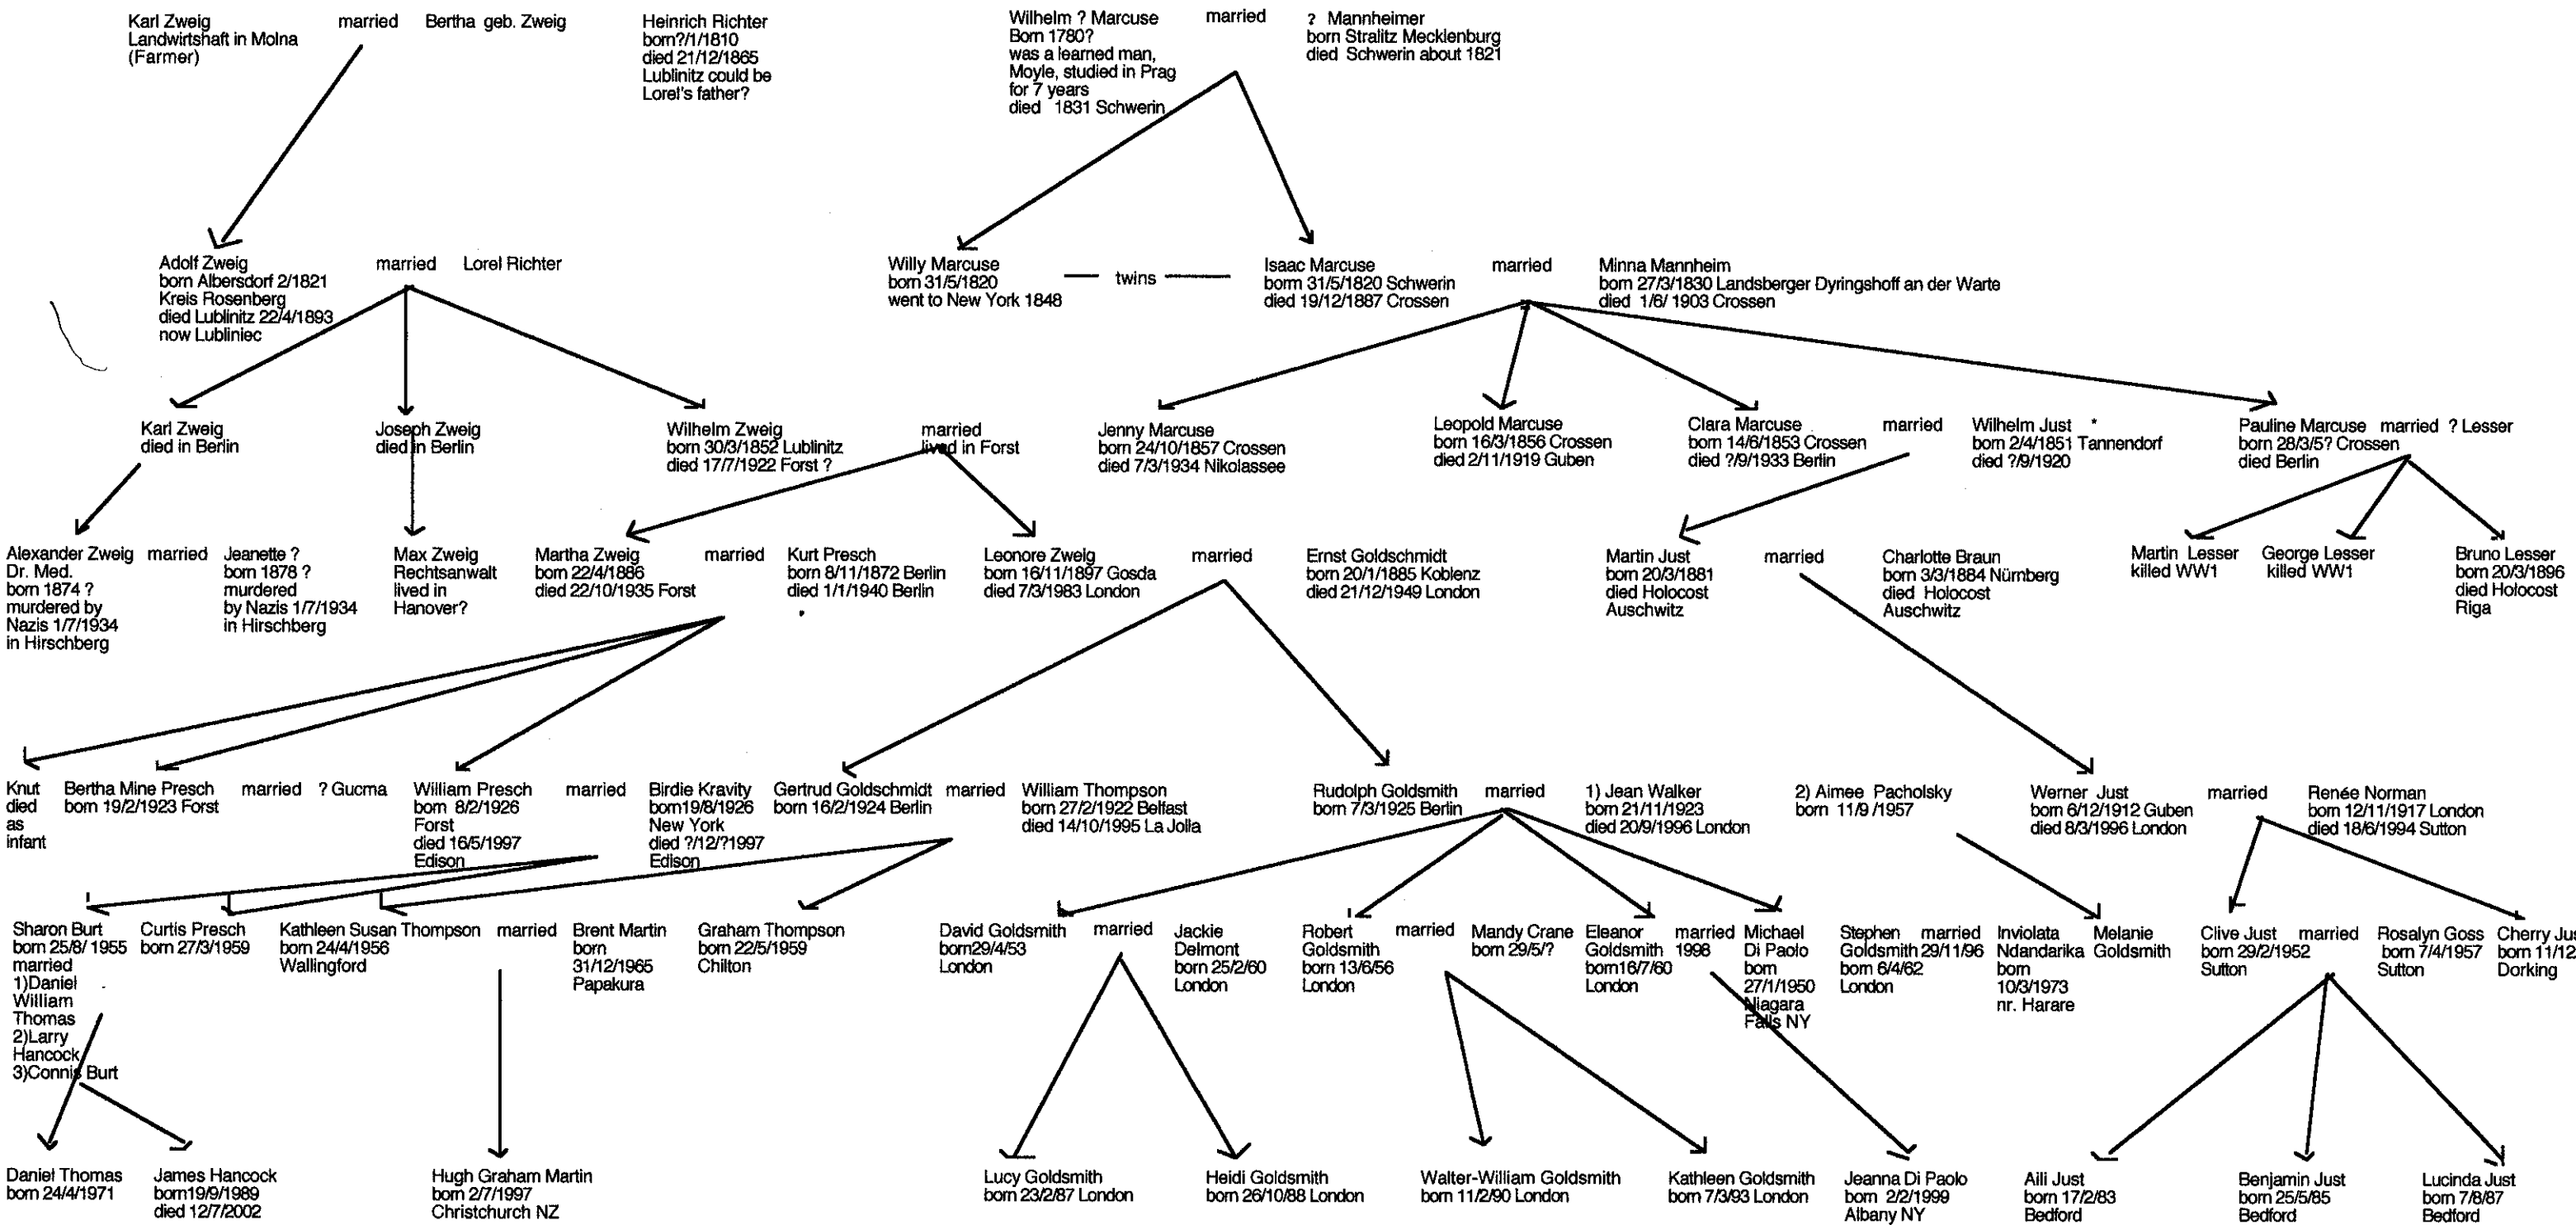 Karl Zweig
Landwirtshaft in Molna
(Farmer)
married
Bertha geb. Zweig
Heinrich Richter
born?/1/1810
died 21/12/1865
Lublinitz could be
Lorel's father?
Wilhelm ? Marcuse
Born 1780?
was a learned man,
Moyle, studied in Prag
for 7 years
died 1831 Schwerin
married
? Mannheimer
born Stralitz Mecklenburg
died Schwerin about 1821
Adolf Zweig
born Albersdorf 2/1821
Kreis Rosenberg
died Lublinitz 22/4/1893
now Lubliniec
married
Lorel Richter
Willy Marcuse
born 31/5/1820
went to New York 1848
twins
Isaac Marcuse
born 31/5/1820 Schwerin
died 19/12/1887 Crossen
married
Minna Mannheim
born 27/3/1830 Landsberger Dyringshoff an der Warte
died 1/6/ 1903 Crossen
Karl Zweig
died in Berlin
Joseph Zweig
died in Berlin
Wilhelm Zweig
born 30/3/1852 Lublinitz
died 17/7/1922 Forst ?
married
lived in Forst
Jenny Marcuse
born 24/10/1857 Crossen
died 7/3/1934 Nikolassee
Leopold Marcuse
born 16/3/1856 Crossen
died 2/11/1919 Guben
Clara Marcuse
born 14/6/1853 Crossen
died ?/9/1933 Berlin
married
Wilhelm Just *
born 2/4/1851 Tannendorf
died ?/9/1920
Pauline Marcuse married ? Lesser
born 28/3/5? Crossen
died Berlin
Alexander Zweig
Dr. Med.
born 1874 ?
murdered by
Nazis 1/7/1934
in Hirschberg
married
Jeanette ?
born 1878 ?
murdered
by Nazis 1/7/1934
in Hirschberg
Max Zweig
Rechtsanwalt
lived in
Hanover?
Martha Zweig
born 22/4/1886
died 22/10/1935 Forst
married
Kurt Presch
born 8/11/1872 Berlin
died 1/1/1940 Berlin
Leonore Zweig
born 16/11/1897 Gosda
died 7/3/1983 London
married
Ernst Goldschmidt
born 20/1/1885 Koblenz
died 21/12/1949 London
Martin Just
born 20/3/1881
died Holocost
Auschwitz
married
Charlotte Braun
born 3/3/1884 Nürnberg
died Holocost
Auschwitz
Martin Lesser
killed WW1
George Lesser
killed WW1
Bruno Lesser
born 20/3/1896
died Holocost
Riga
Knut
died
as
infant
Bertha Mine Presch
born 19/2/1923 Forst
married
? Gucma
William Presch
born 8/2/1926
Forst
died 16/5/1997
Edison
married
Birdie Kravity
born19/8/1926
New York
died ?/12/?1997
Edison
Gertrud Goldschmidt
born 16/2/1924 Berlin
married
William Thompson
born 27/2/1922 Belfast
died 14/10/1995 La Jolla
Rudolph Goldsmith
born 7/3/1925 Berlin
married
1) Jean Walker
born 21/11/1923
died 20/9/1996 London
2) Aimee Pacholsky
born 11/9 /1957
Werner Just
born 6/12/1912 Guben
died 8/3/1996 London
married
Renée Norman
born 12/11/1917 London
died 18/6/1994 Sutton
Sharon Burt
born 25/8/ 1955
married
1)Daniel
William
Thomas
2)Larry
Hancock
3)Connis Burt
Curtis Presch
born 27/3/1959
Kathleen Susan Thompson
born 24/4/1956
Wallingford
married
Brent Martin
born
31/12/1965
Papakura
Graham Thompson
born 22/5/1959
Chilton
David Goldsmith
born29/4/53
London
married
Jackie
Delmont
born 25/2/60
London
Robert
Goldsmith
born 13/6/56
London
married
Mandy Crane
born 29/5/?
Eleanor
Goldsmith
born16/7/60
London
married
1998
Michael
Di Paolo
born
27/1/1950
Niagara
Falls NY
Stephen
Goldsmith
born 6/4/62
London
married
29/11/96
Inviolata
Ndandarika
born
10/3/1973
nr. Harare
Melanie
Goldsmith
Clive Just
born 29/2/1952
Sutton
married
Rosalyn Goss
born 7/4/1957
Sutton
Cherry Jus
born 11/12
Dorking
Daniel Thomas
born 24/4/1971
James Hancock
born19/9/1989
died 12/7/2002
Hugh Graham Martin
born 2/7/1997
Christchurch NZ
Lucy Goldsmith
born 23/2/87 London
Heidi Goldsmith
born 26/10/88 London
Walter-William Goldsmith
born 11/2/90 London
Kathleen Goldsmith
born 7/3/93 London
Jeanna Di Paolo
born 2/2/1999
Albany NY
Aili Just
born 17/2/83
Bedford
Benjamin Just
born 25/5/85
Bedford
Lucinda Just
born 7/8/87
Bedford